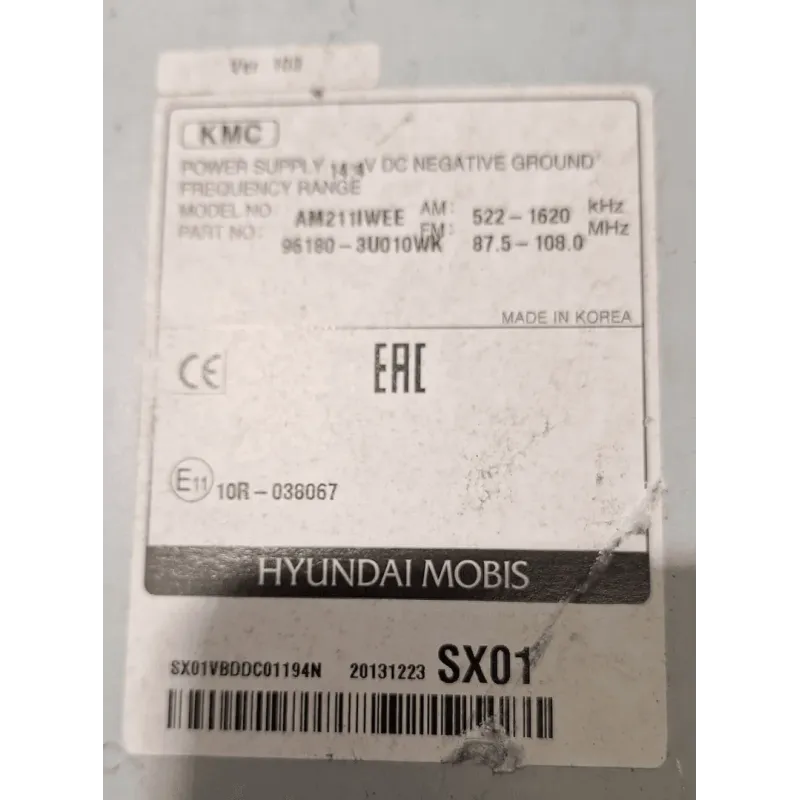 Ver 103
KMC
POWER SUPPLY 14.4V DC NEGATIVE GROUND
FREQUENCY RANGE
MODEL NO: AM211IWEE AM: 522-1620 kHz
PART NO: 96180-3U010WK FM: 87.5-108.0 MHz
MADE IN KOREA
CE EAC
E11 10R-038067
HYUNDAI MOBIS
SX01VBDDC01194N 20131223 SX01